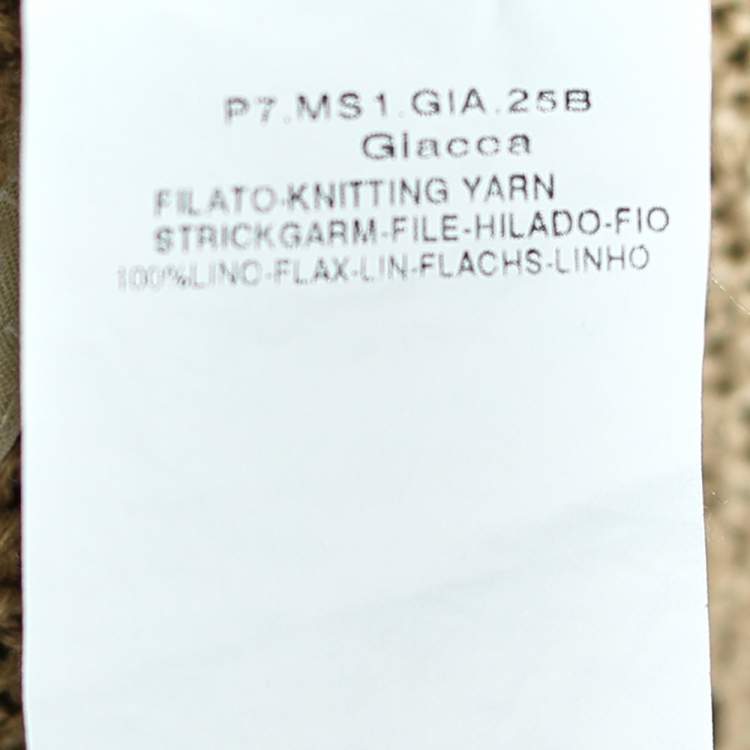 P7.MS1.GIA.25B
Giacca
FILATO-KNITTING YARN
STRICKGARM-FILE-HILADO-FIO
100%LINO-FLAX-LIN-FLACHS-LINHO